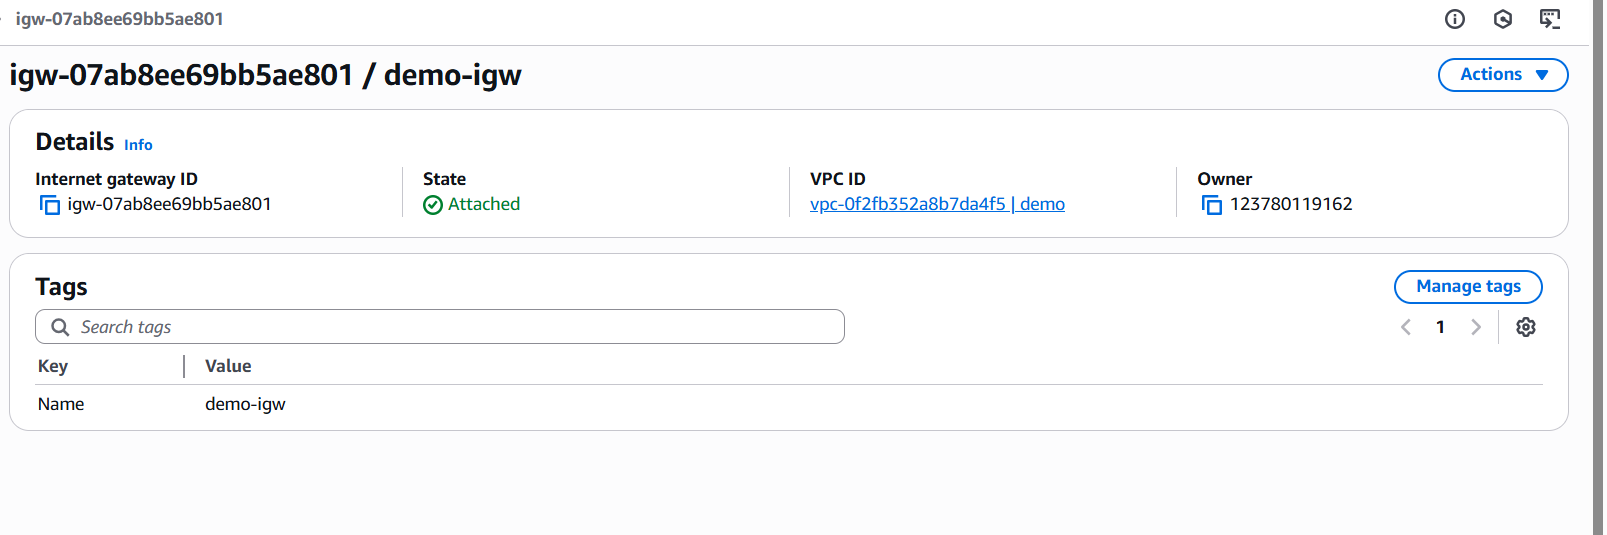 igw-07ab8ee69bb5ae801
igw-07ab8ee69bb5ae801 / demo-igw
Actions
Details Info
Internet gateway ID
igw-07ab8ee69bb5ae801
State
Attached
VPC ID
vpc-0f2fb352a8b7da4f5 | demo
Owner
123780119162
Tags
Manage tags
Search tags
1
Key Value
Name demo-igw